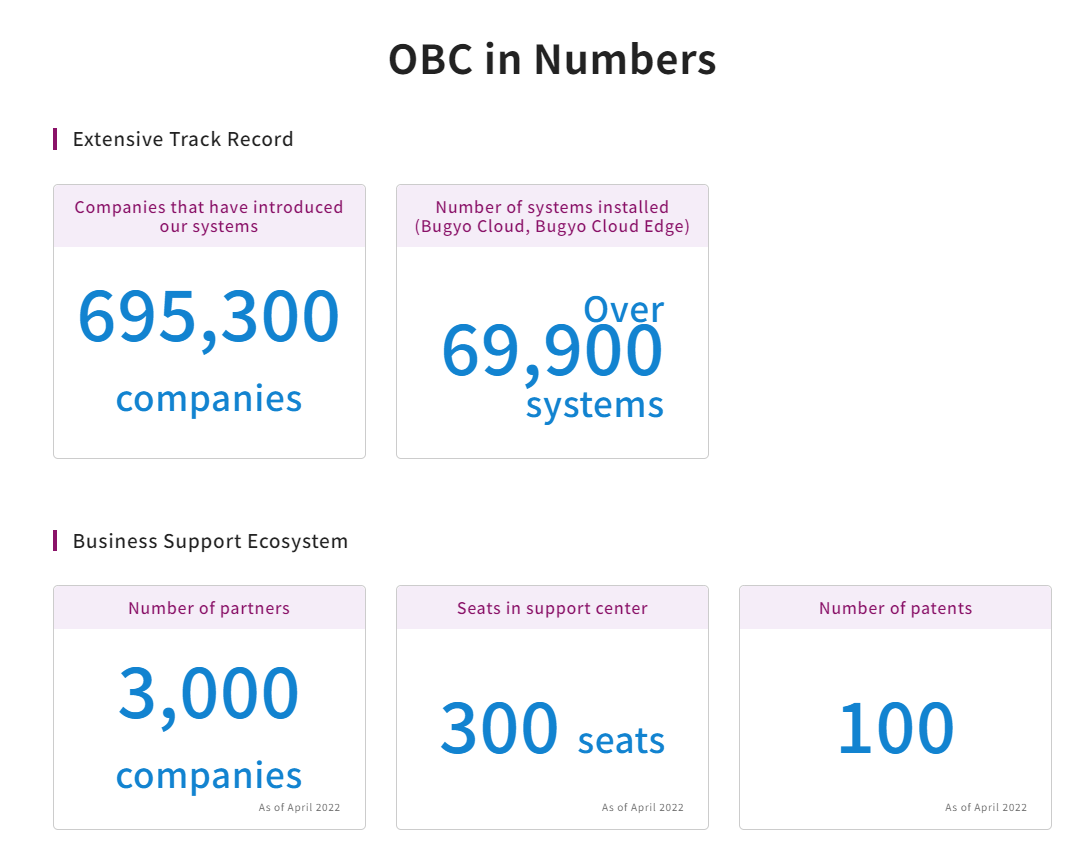 OBC in Numbers
Extensive Track Record
Companies that have introduced
our systems
695,300
companies
Number of systems installed
(Bugyo Cloud, Bugyo Cloud Edge)
Over
69,900
systems
Business Support Ecosystem
Number of partners
3,000
companies
As of April 2022
Seats in support center
300 seats
As of April 2022
Number of patents
100
As of April 2022